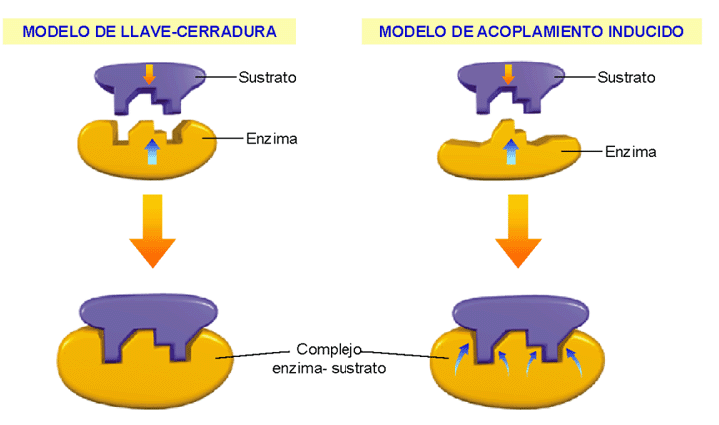 MODELO DE LLAVE-CERRADURA
MODELO DE ACOPLAMIENTO INDUCIDO
Sustrato
Sustrato
Enzima
Enzima
Complejo
enzima- sustrato